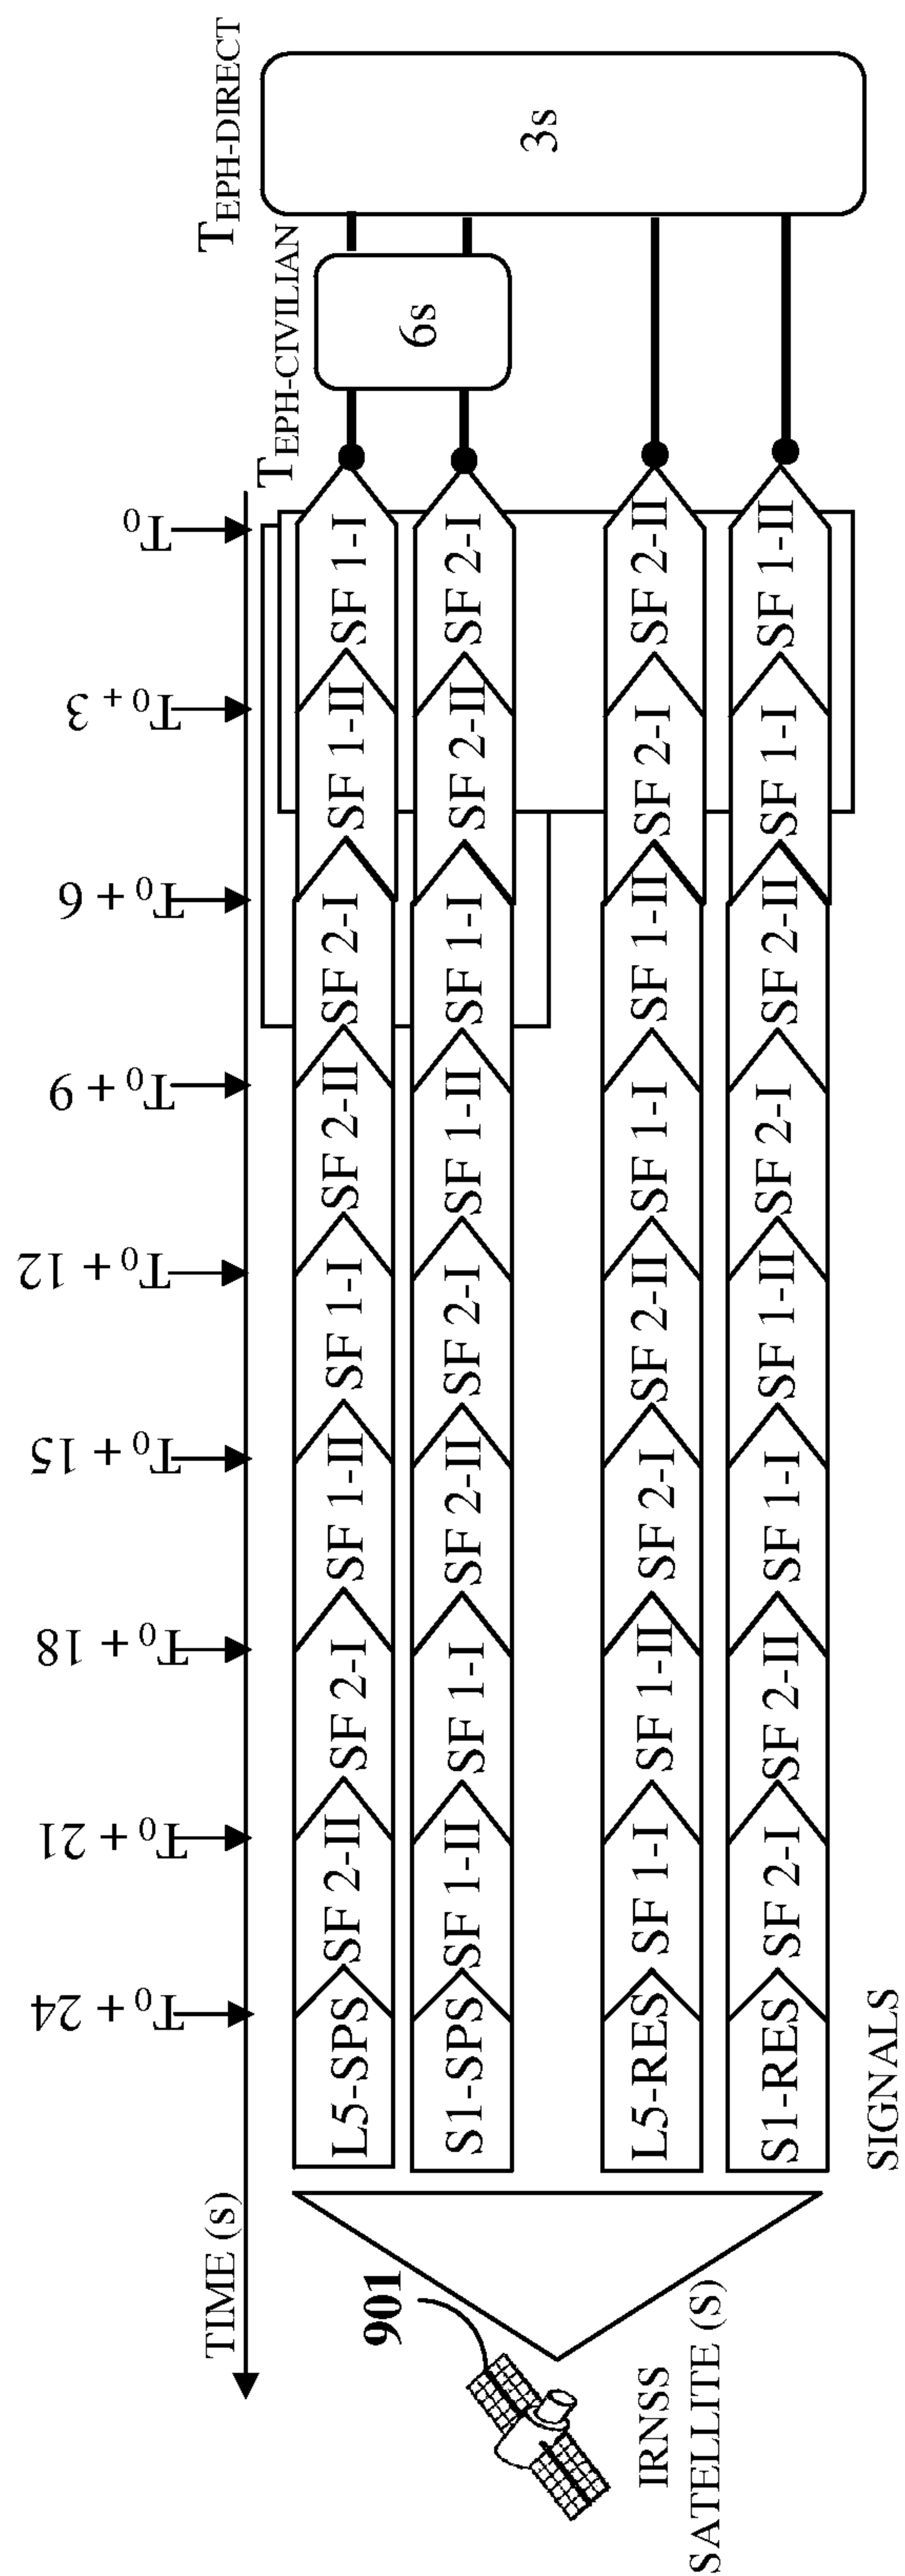 T₀ + 24 T₀ + 21 T₀ + 18 T₀ + 15 T₀ + 12 T₀ + 9 T₀ + 6 T₀ + 3 T₀
TIME (s)
T EPH-CIVILIAN
T EPH-DIRECT
L5-SPS SF 2-II SF 2-I SF 1-II SF 1-I SF 2-II SF 2-I SF 1-II SF 1-I
S1-SPS SF 1-II SF 1-I SF 2-II SF 2-I SF 1-II SF 1-I SF 2-II SF 2-I
6s
3s
901
L5-RES SF 1-I SF 1-II SF 2-I SF 2-II SF 1-I SF 1-II SF 2-I SF 2-II
S1-RES SF 2-I SF 2-II SF 1-I SF 1-II SF 2-I SF 2-II SF 1-I SF 1-II
IRNSS
SATELLITE (S)
SIGNALS